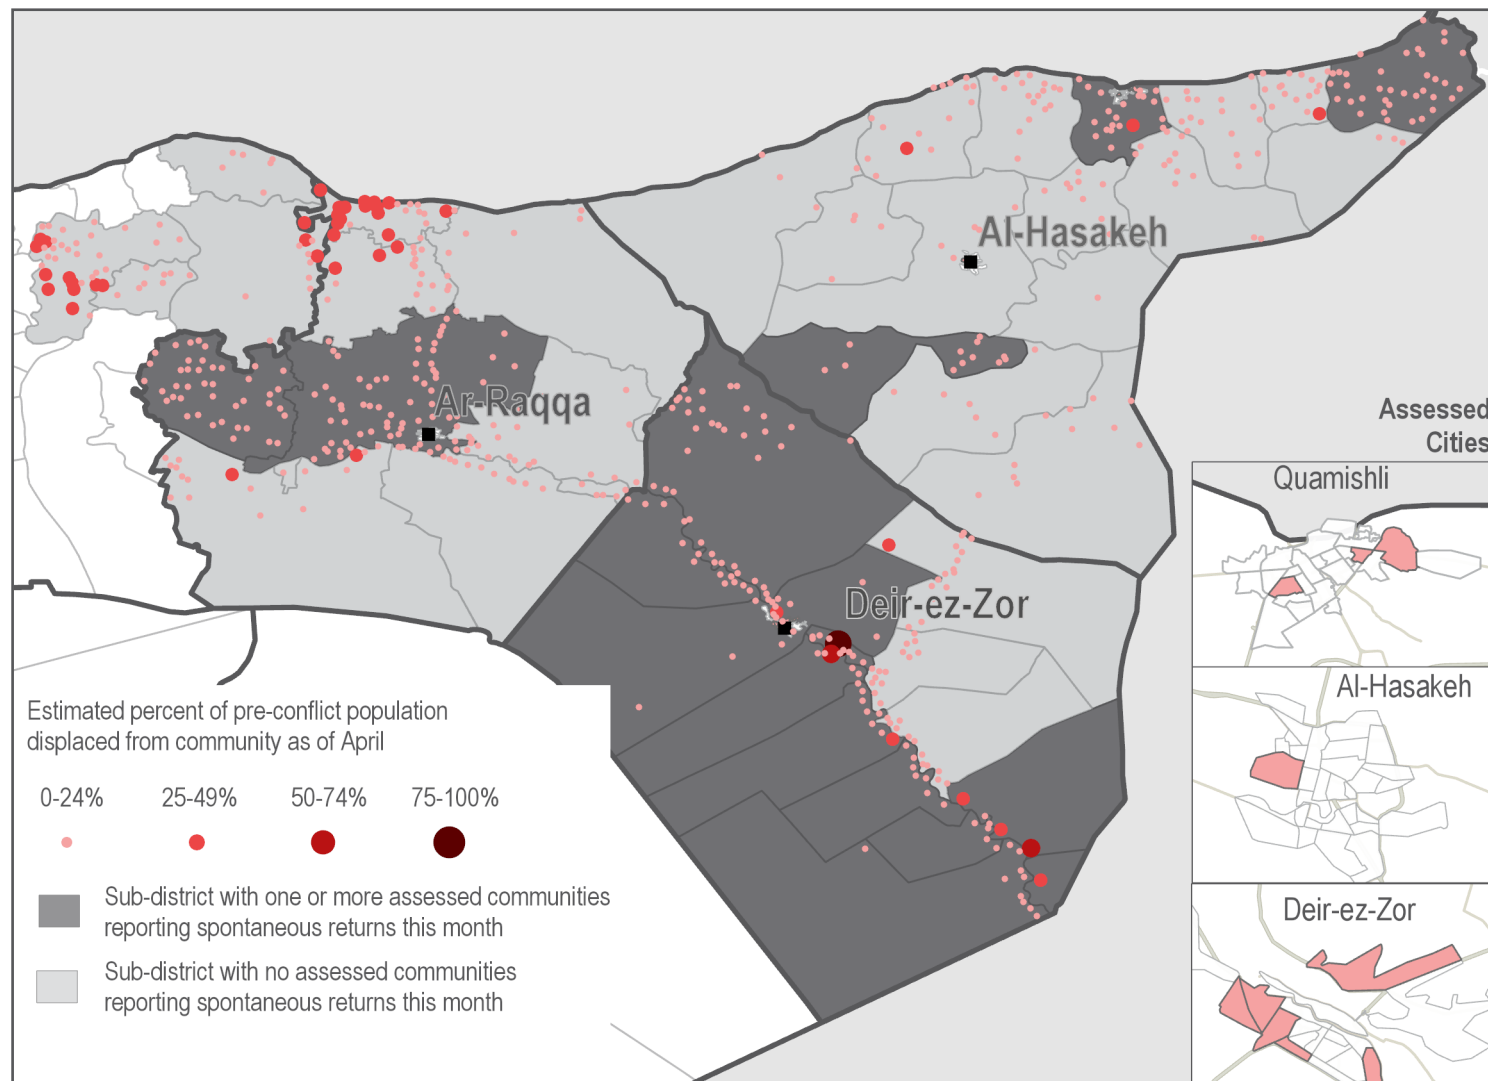 Al-Hasakeh
Ar-Raqqa
Deir-ez-Zor
Assessed
Cities
Quamishli
Al-Hasakeh
Deir-ez-Zor
Estimated percent of pre-conflict population
displaced from community as of April
0-24% 25-49% 50-74% 75-100%
Sub-district with one or more assessed communities
reporting spontaneous returns this month
Sub-district with no assessed communities
reporting spontaneous returns this month